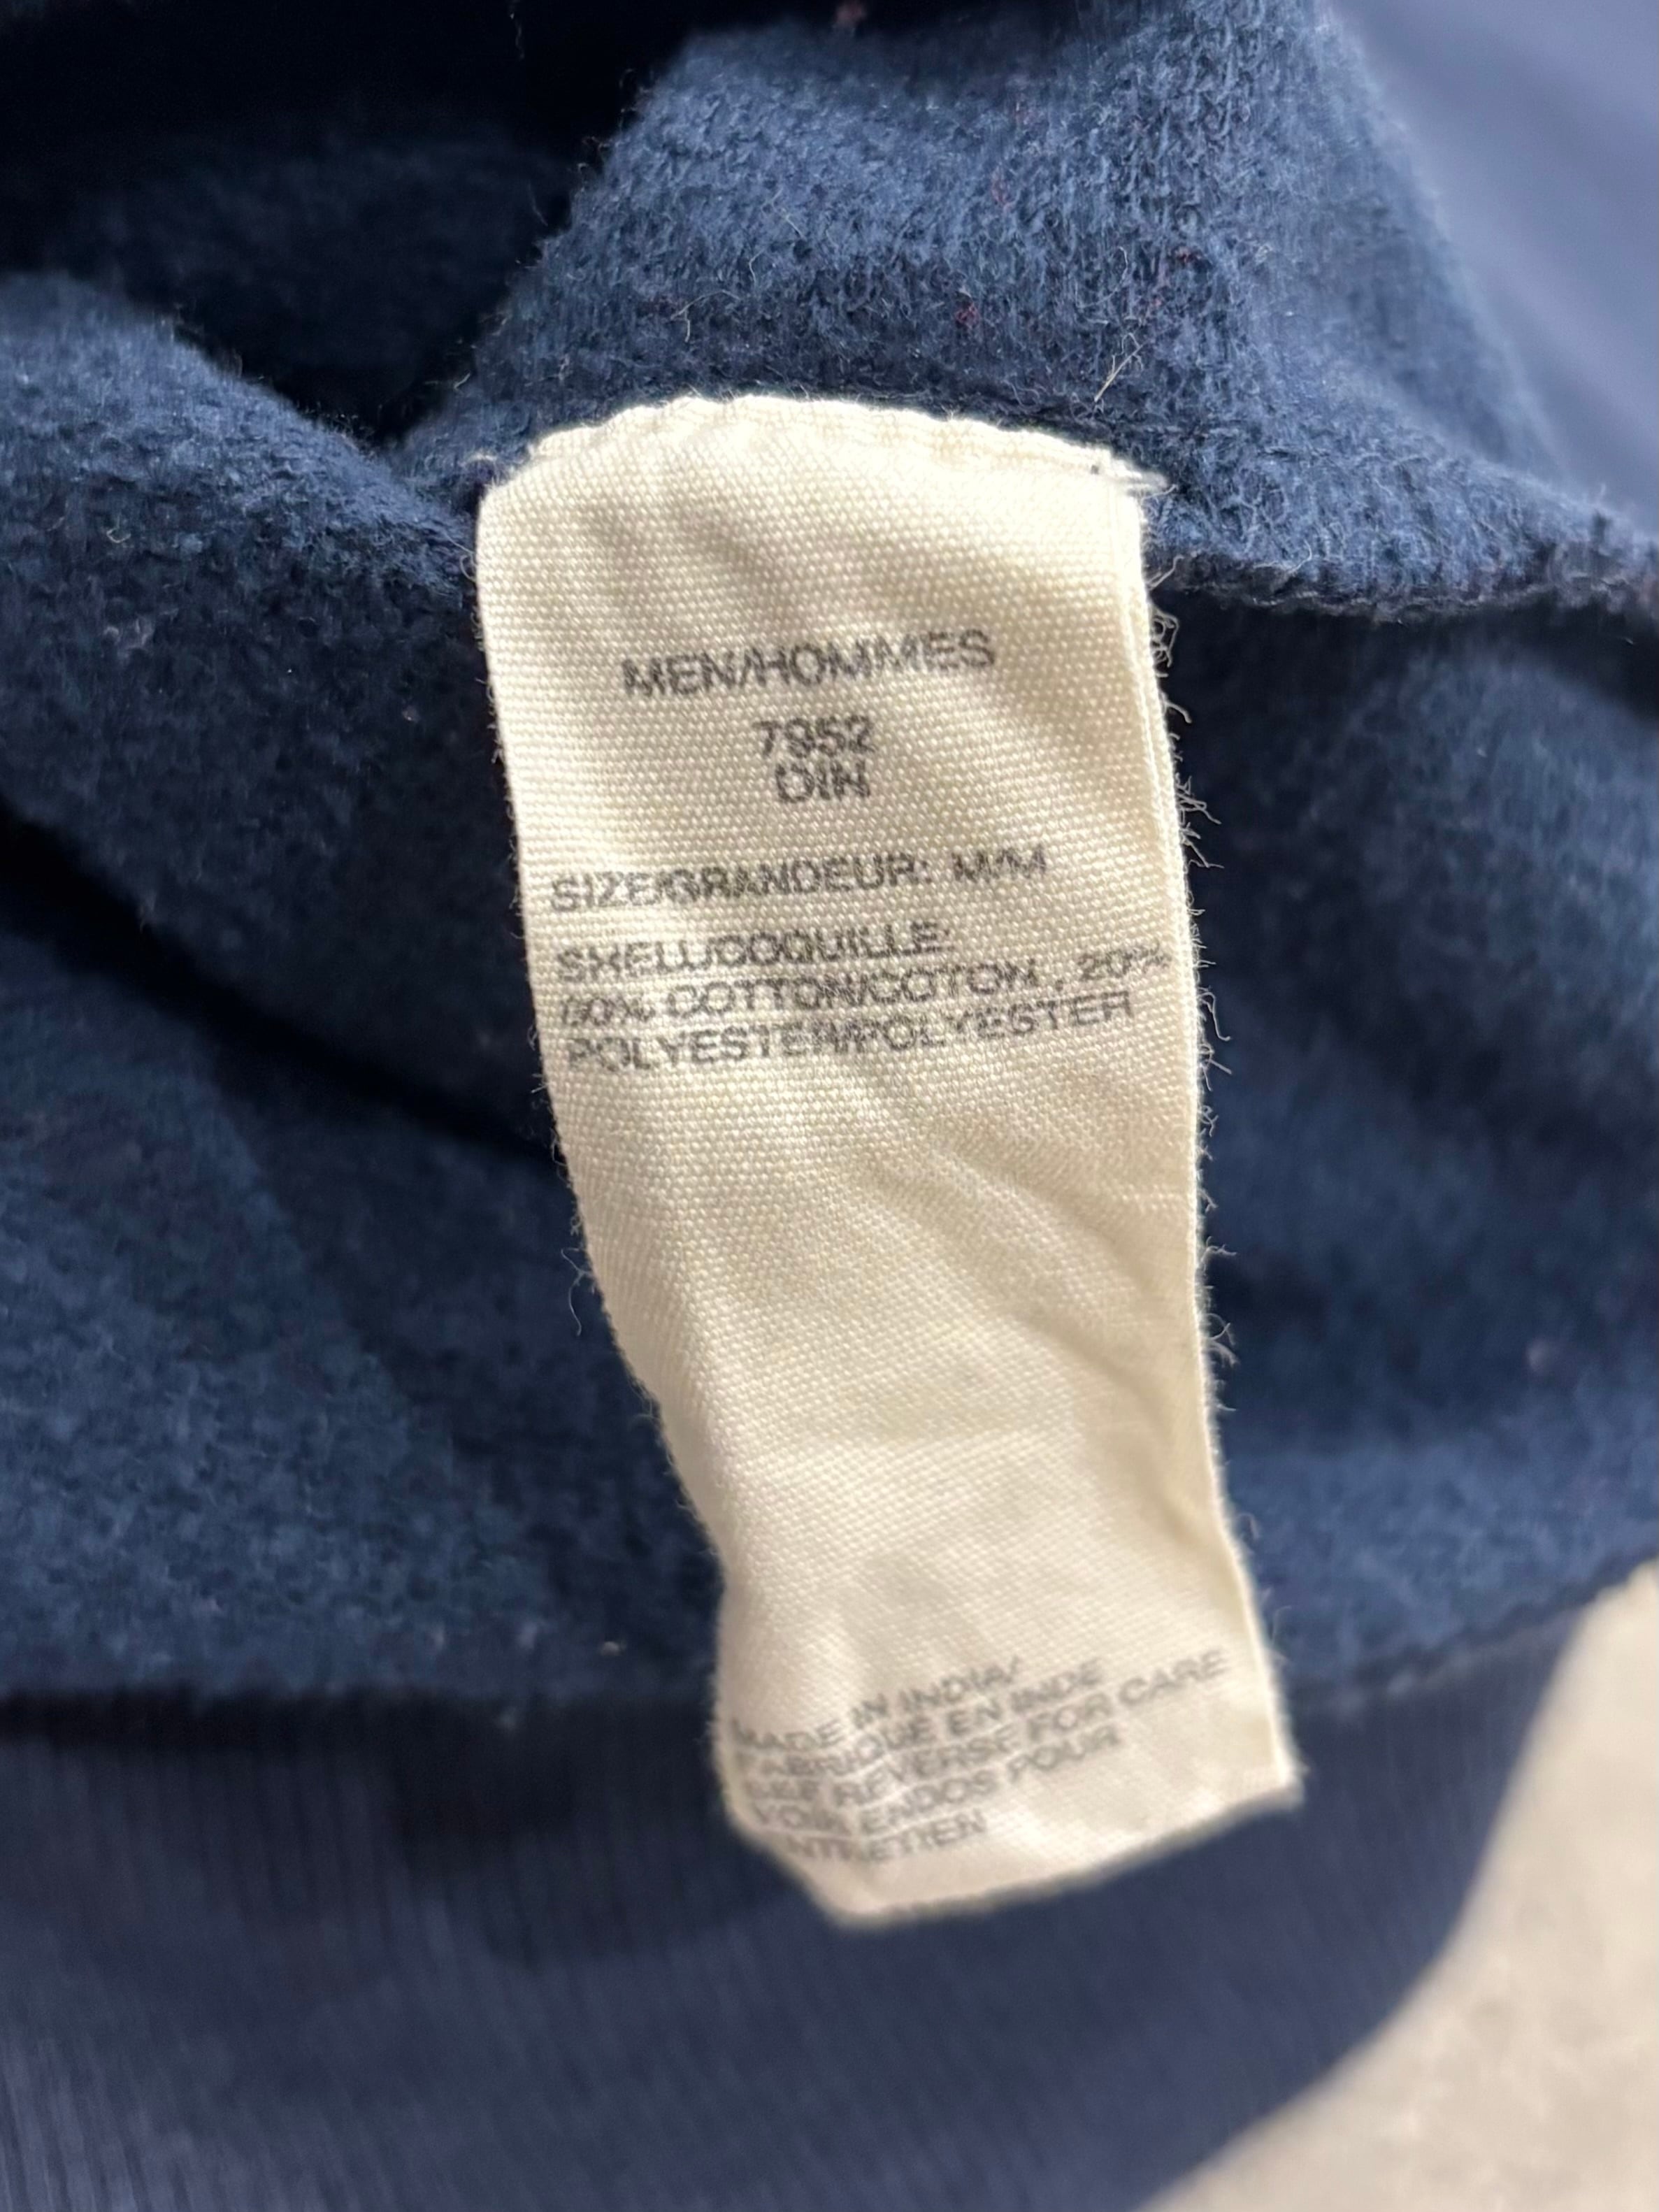 MEN/HOMMES
7952
DIN
SIZE/GRANDEUR: M/M
SHELL/COQUILLE:
COTTON/COTON , 20%
POLYESTER/POLYESTER
MADE IN INDIA/
FABRIQUÉ EN INDE
SEE REVERSE FOR CARE
VOIR ENDOS POUR
ENTRETIEN